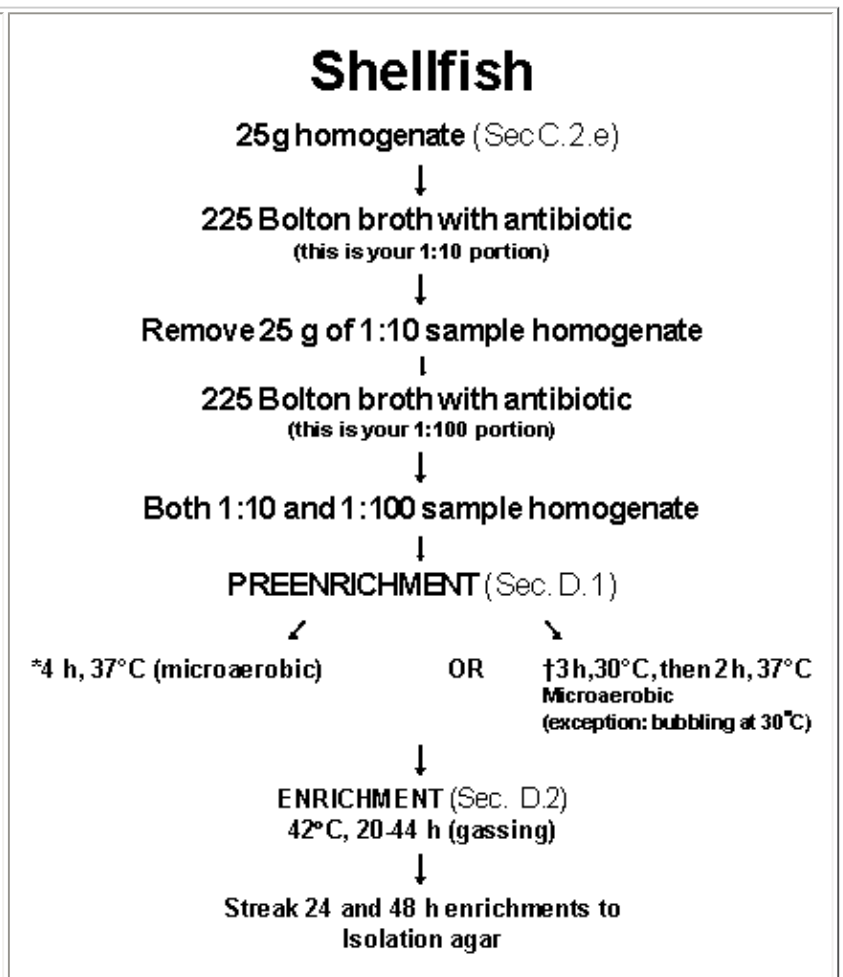 Shellfish
25g homogenate (Sec C.2.e)
225 Bolton broth with antibiotic
(this is your 1:10 portion)
Remove 25 g of 1:10 sample homogenate
225 Bolton broth with antibiotic
(this is your 1:100 portion)
Both 1:10 and 1:100 sample homogenate
PREENRICHMENT (Sec. D.1)
*4 h, 37°C (microaerobic) OR †3h,30°C, then 2h, 37°C
Microaerobic
(exception: bubbling at 30°C)
ENRICHMENT (Sec. D.2)
42°C, 20-44 h (gassing)
Streak 24 and 48 h enrichments to
Isolation agar